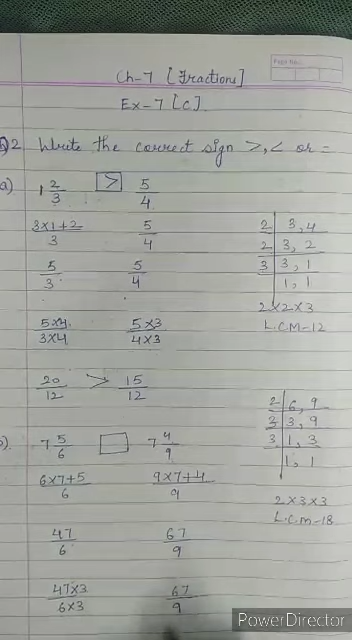 Page No.
Ch-7 [Fractions]
Ex-7 [C]
Q2 Write the correct sign >, < or =
a) 1 2/3 [>] 5/4
3×1+2/3 5/4
5/3 5/4
2 | 3, 4
2 | 3, 2
3 | 3, 1
1, 1
2×2×3
L.C.M-12
5×4/3×4 5×3/4×3
20/12 > 15/12
b) 7 5/6 [ ] 7 4/9
6×7+5/6 9×7+4/9
2 | 6, 9
3 | 3, 9
3 | 1, 3
1, 1
2×3×3
L.C.M-18
47/6 67/9
47×3/6×3 67/9
PowerDirector